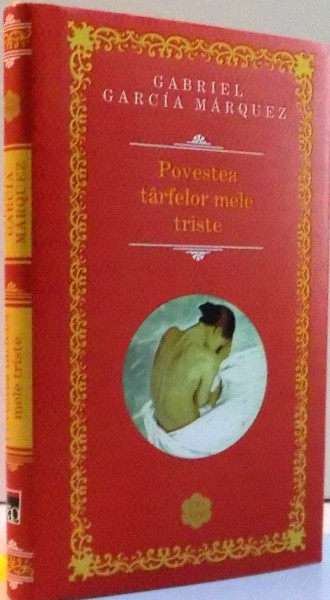 GABRIEL
GARCÍA MÁRQUEZ
Povestea
târfelor mele
triste
GARCÍA
MÁRQUEZ
Povestea târfelor
mele triste